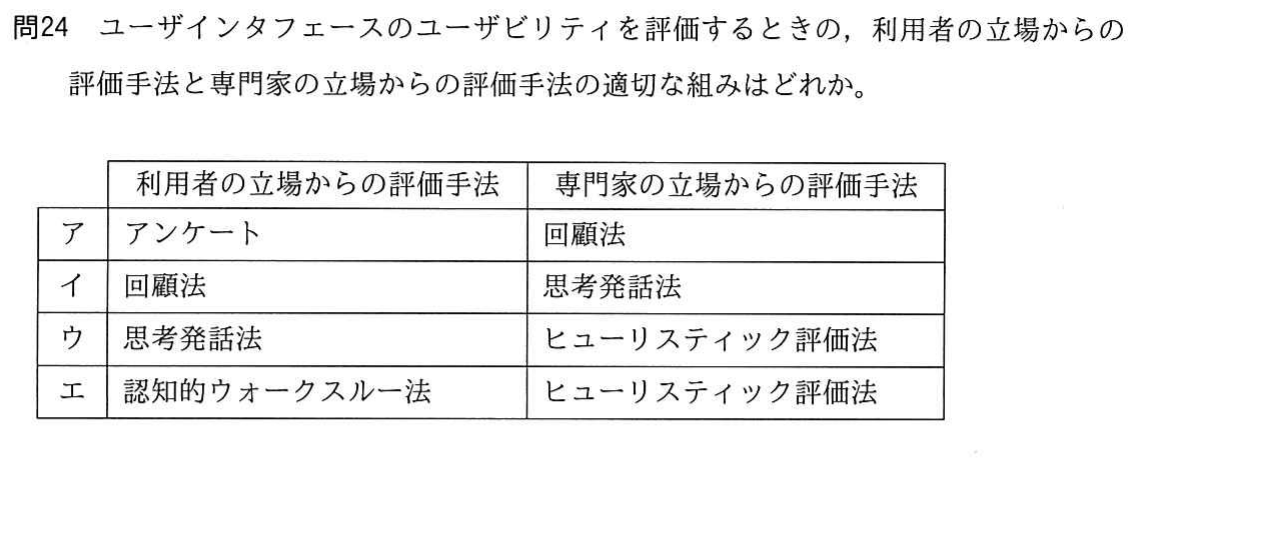 問24 ユーザインタフェースのユーザビリティを評価するときの，利用者の立場からの
評価手法と専門家の立場からの評価手法の適切な組みはどれか。
利用者の立場からの評価手法 専門家の立場からの評価手法
ア アンケート 回顧法
イ 回顧法 思考発話法
ウ 思考発話法 ヒューリスティック評価法
エ 認知的ウォークスルー法 ヒューリスティック評価法